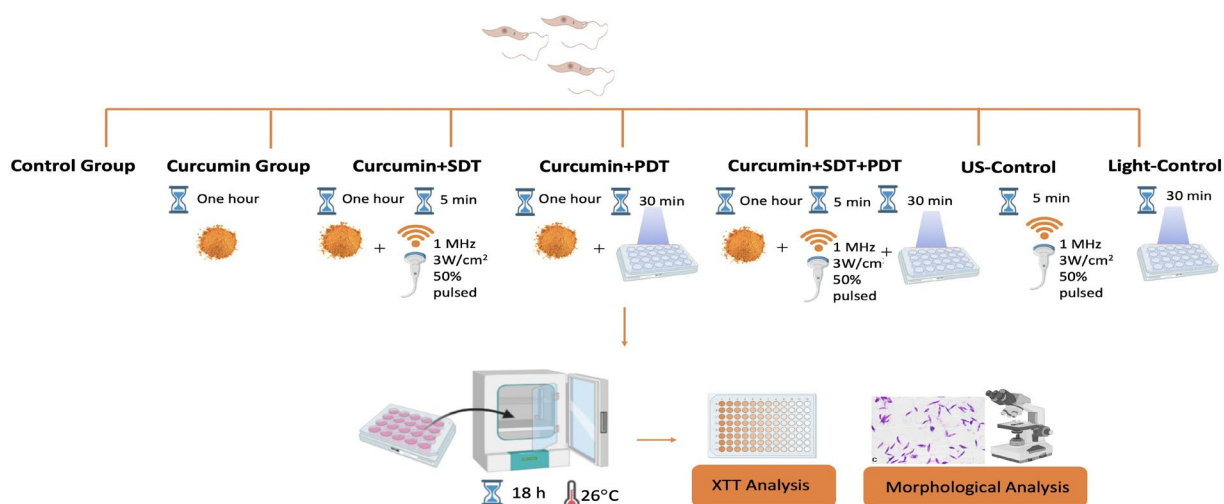 Control Group
Curcumin Group
One hour
Curcumin+SDT
One hour
5 min
1 MHz
3W/cm²
50%
pulsed
+
Curcumin+PDT
One hour
30 min
+
Curcumin+SDT+PDT
One hour
5 min
30 min
+
1 MHz
3W/cm
50%
pulsed
+
US-Control
5 min
1 MHz
3W/cm²
50%
pulsed
Light-Control
30 min
18 h
26°C
XTT Analysis
C
Morphological Analysis